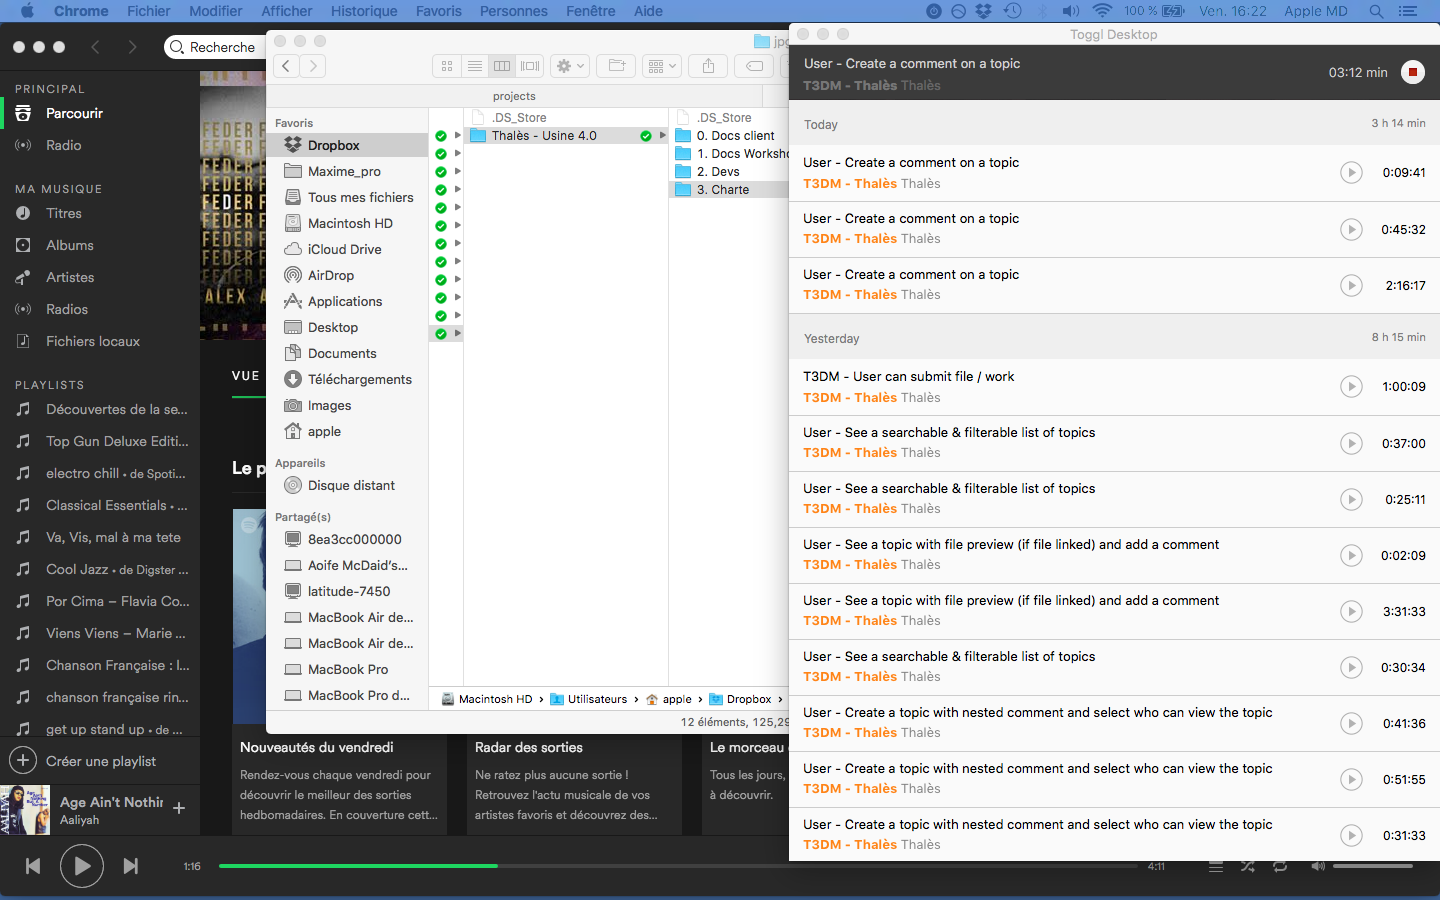 Chrome Fichier Modifier Afficher Historique Favoris Personnes Fenêtre Aide 100 % Ven. 16:22 Apple MD
Recherche
PRINCIPAL
Parcourir
Radio
MA MUSIQUE
Titres
Albums
Artistes
Radios
Fichiers locaux
PLAYLISTS
Découvertes de la se...
Top Gun Deluxe Editi...
electro chill • de Spoti...
Classical Essentials • ...
Va, Vis, mal à ma tete
Cool Jazz • de Digster ...
Por Cima – Flavia Co...
Viens Viens – Marie ...
Chanson Française : l...
chanson française rin...
get up stand up • de ...
Créer une playlist
Age Ain't Nothin
Aaliyah
FEDER
ALEX
VUE
Le p
Nouveautés du vendredi
Rendez-vous chaque vendredi pour
découvrir le meilleur des sorties
hedbomadaires. En couverture cett...
Radar des sorties
Ne ratez plus aucune sortie !
Retrouvez l'actu musicale de vos
artistes favoris et découvrez des...
Le morceau
Tous les jours,
à découvrir.
1:16
4:11
jpg
projects
Favoris
Dropbox
Maxime_pro
Tous mes fichiers
Macintosh HD
iCloud Drive
AirDrop
Applications
Desktop
Documents
Téléchargements
Images
apple
Appareils
Disque distant
Partagé(s)
8ea3cc000000
Aoife McDaid's...
latitude-7450
MacBook Air de...
MacBook Air de...
MacBook Pro
MacBook Pro d...
.DS_Store
Thalès - Usine 4.0
.DS_Store
0. Docs client
1. Docs Worksho
2. Devs
3. Charte
Macintosh HD › Utilisateurs › apple › Dropbox ›
12 éléments, 125,29
Toggl Desktop
User - Create a comment on a topic
T3DM - Thalès Thalès
03:12 min
Today 3 h 14 min
User - Create a comment on a topic
T3DM - Thalès Thalès
0:09:41
User - Create a comment on a topic
T3DM - Thalès Thalès
0:45:32
User - Create a comment on a topic
T3DM - Thalès Thalès
2:16:17
Yesterday 8 h 15 min
T3DM - User can submit file / work
T3DM - Thalès Thalès
1:00:09
User - See a searchable & filterable list of topics
T3DM - Thalès Thalès
0:37:00
User - See a searchable & filterable list of topics
T3DM - Thalès Thalès
0:25:11
User - See a topic with file preview (if file linked) and add a comment
T3DM - Thalès Thalès
0:02:09
User - See a topic with file preview (if file linked) and add a comment
T3DM - Thalès Thalès
3:31:33
User - See a searchable & filterable list of topics
T3DM - Thalès Thalès
0:30:34
User - Create a topic with nested comment and select who can view the topic
T3DM - Thalès Thalès
0:41:36
User - Create a topic with nested comment and select who can view the topic
T3DM - Thalès Thalès
0:51:55
User - Create a topic with nested comment and select who can view the topic
T3DM - Thalès Thalès
0:31:33